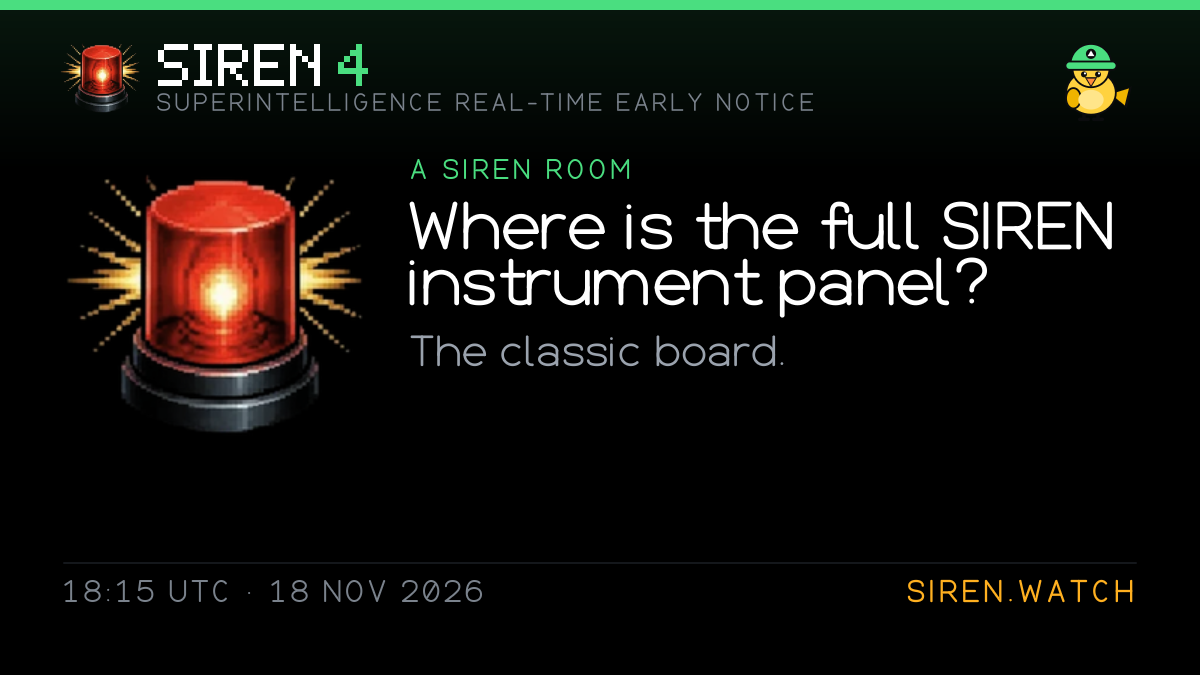 SIREN 4
SUPERINTELLIGENCE REAL-TIME EARLY NOTICE
A SIREN ROOM
Where is the full SIREN
instrument panel?
The classic board.
18:15 UTC · 18 NOV 2026
SIREN.WATCH